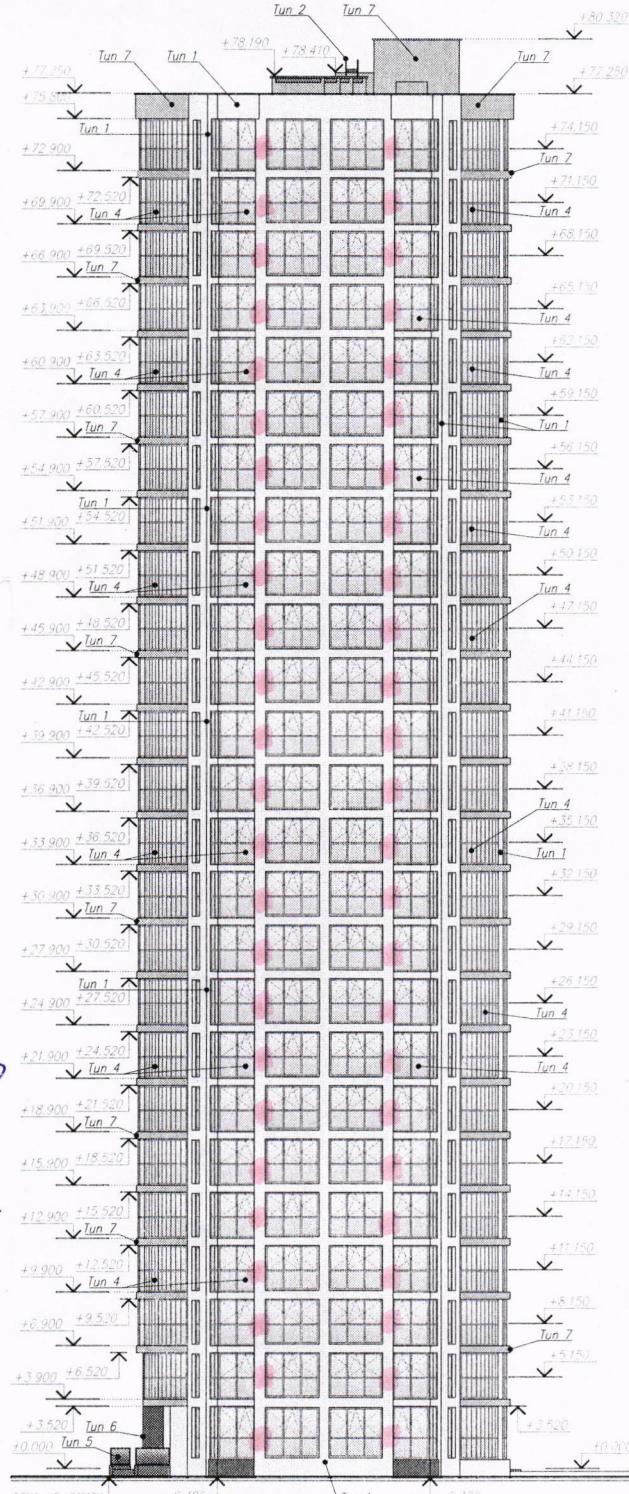 Тип 2
Тип 7
+80.320
+78.190
+78.410
Тип 7
Тип 1
Тип 7
+77.250
+77.250
+75.800
Тип 1
+74.150
+72.900
Тип 7
+72.520
+71.150
+69.900
Тип 4
Тип 4
+69.520
+68.150
+66.900
Тип 7
+66.520
+65.150
+63.900
Тип 4
+63.520
+62.150
+60.900
Тип 4
Тип 4
+60.520
+59.150
+57.900
Тип 7
Тип 1
+57.520
+56.150
+54.900
Тип 4
Тип 1
+54.520
+53.150
+51.900
Тип 4
+51.520
+50.150
+48.900
Тип 4
+48.520
+47.150
+45.900
Тип 4
Тип 7
+45.520
+44.150
+42.900
Тип 1
+42.520
+41.150
+39.900
+39.520
+38.150
+36.900
Тип 4
+36.520
+35.150
+33.900
Тип 4
Тип 1
+33.520
+32.150
+30.900
Тип 7
+30.520
+29.150
+27.900
Тип 1
+27.520
+26.150
+24.900
Тип 4
+24.520
+23.150
+21.900
Тип 4
Тип 4
+21.520
+20.150
+18.900
Тип 7
+18.520
+17.150
+15.900
+15.520
+14.150
+12.900
Тип 7
+12.520
+11.150
+9.900
Тип 4
+9.520
+8.150
+6.900
Тип 7
+6.520
+5.150
+3.900
+3.520
Тип 6
+3.520
Тип 5
±0.000
±0.000